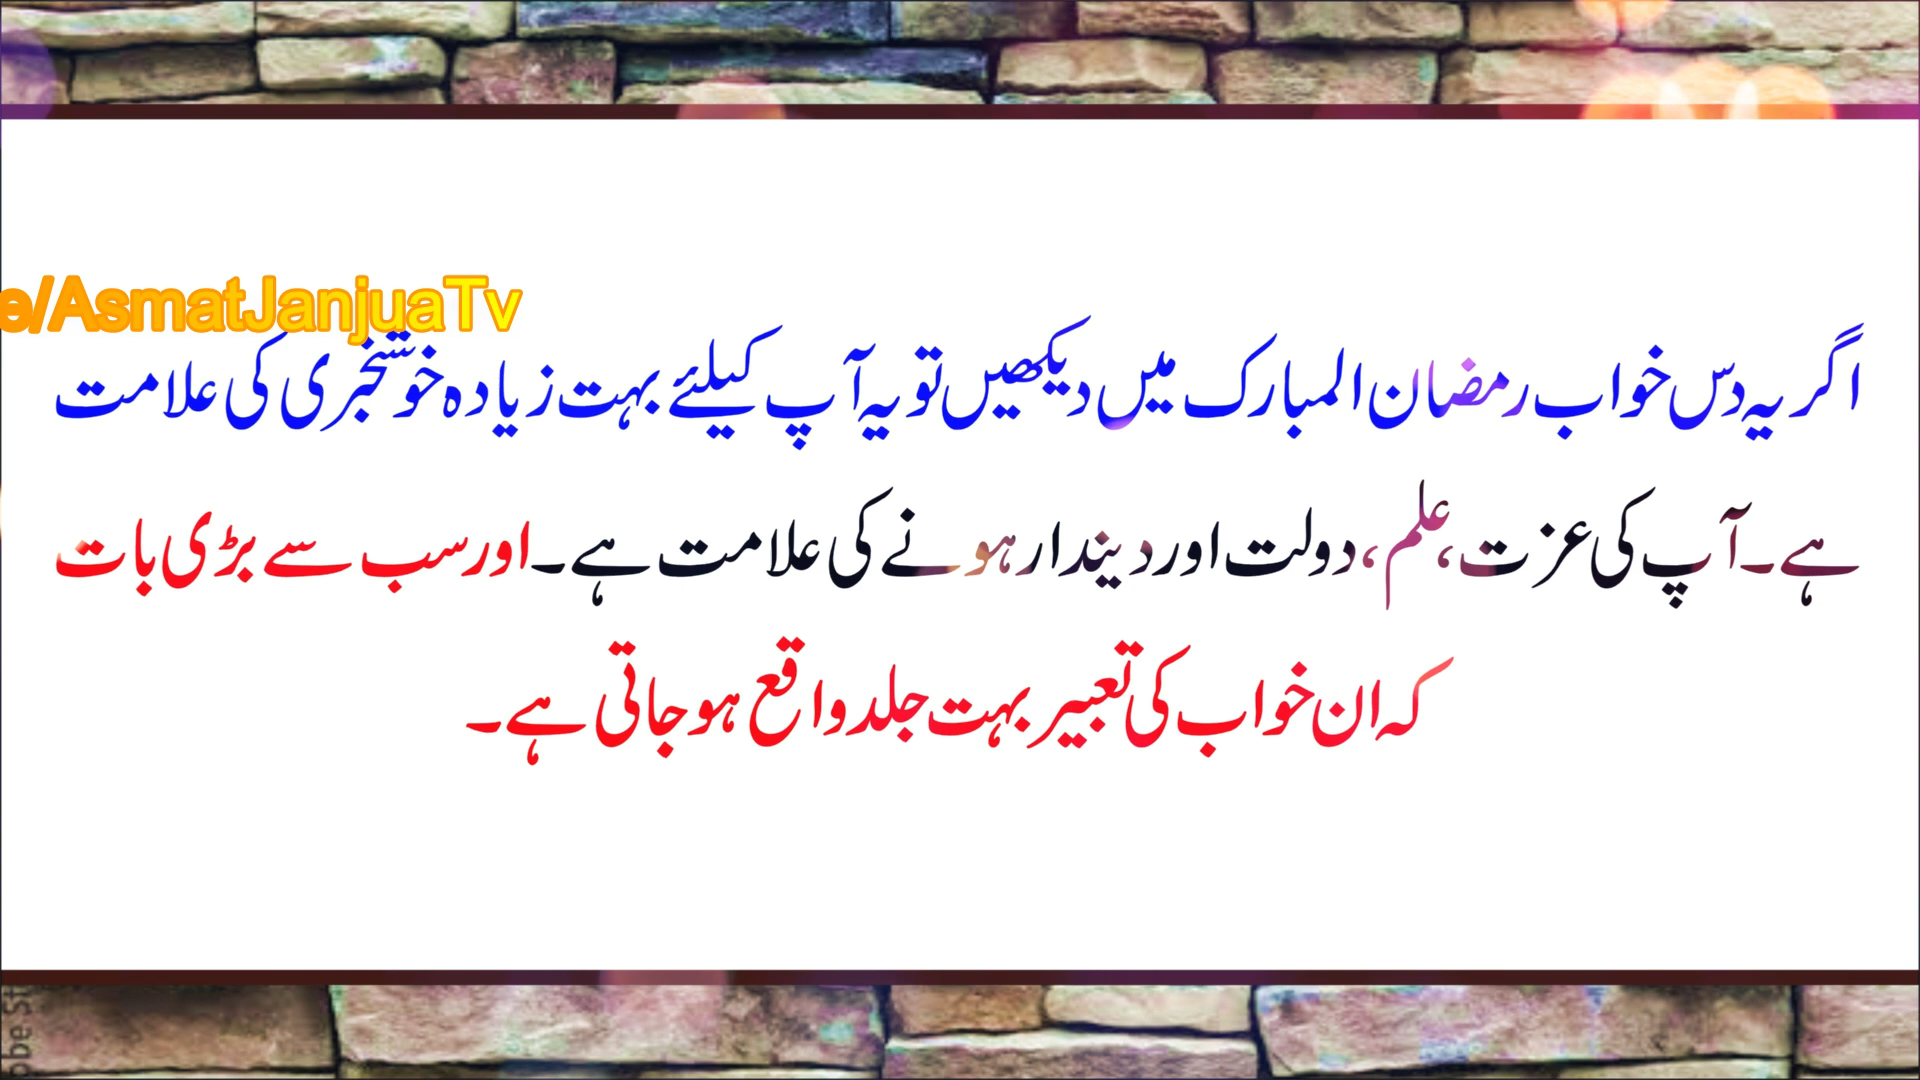 e/AsmatJanjuaTv
اگر یہ دس خواب رمضان المبارک میں دیکھیں تو یہ آپ کیلئے بہت زیادہ خوشخبری کی علامت
ہے۔ آپ کی عزت، علم، دولت اور دیندار ہونے کی علامت ہے۔ اور سب سے بڑی بات
کہ ان خواب کی تعبیر بہت جلد واقع ہو جاتی ہے۔